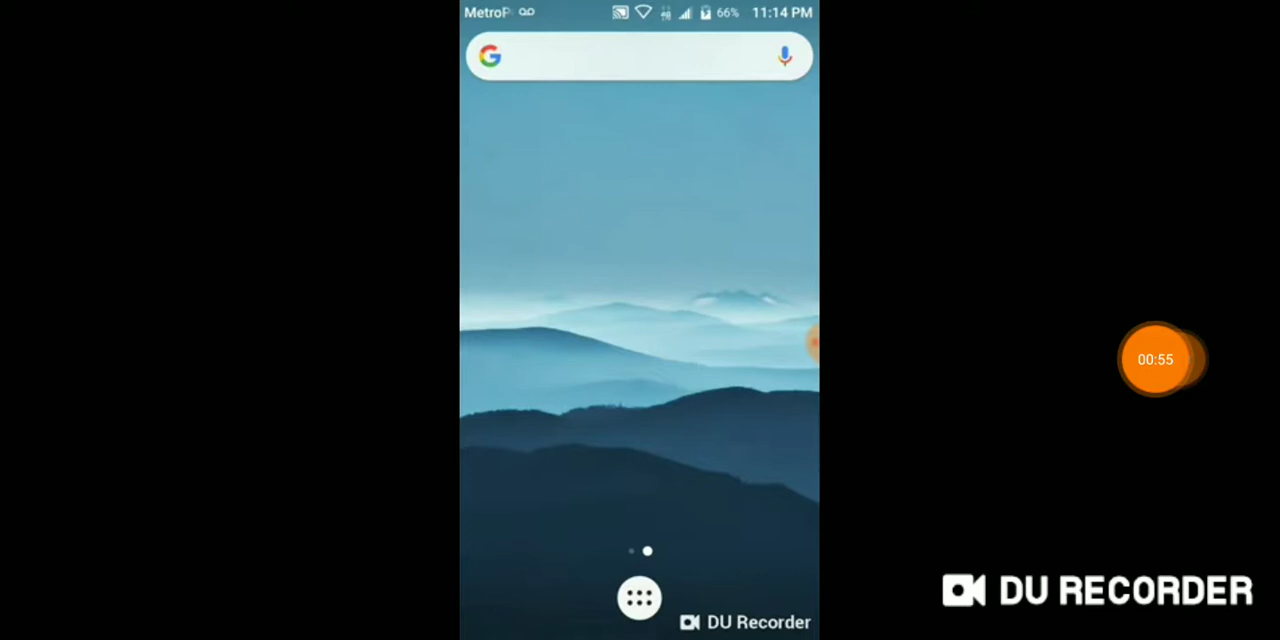 MetroP
66% 11:14 PM
00:55
DU RECORDER
DU Recorder